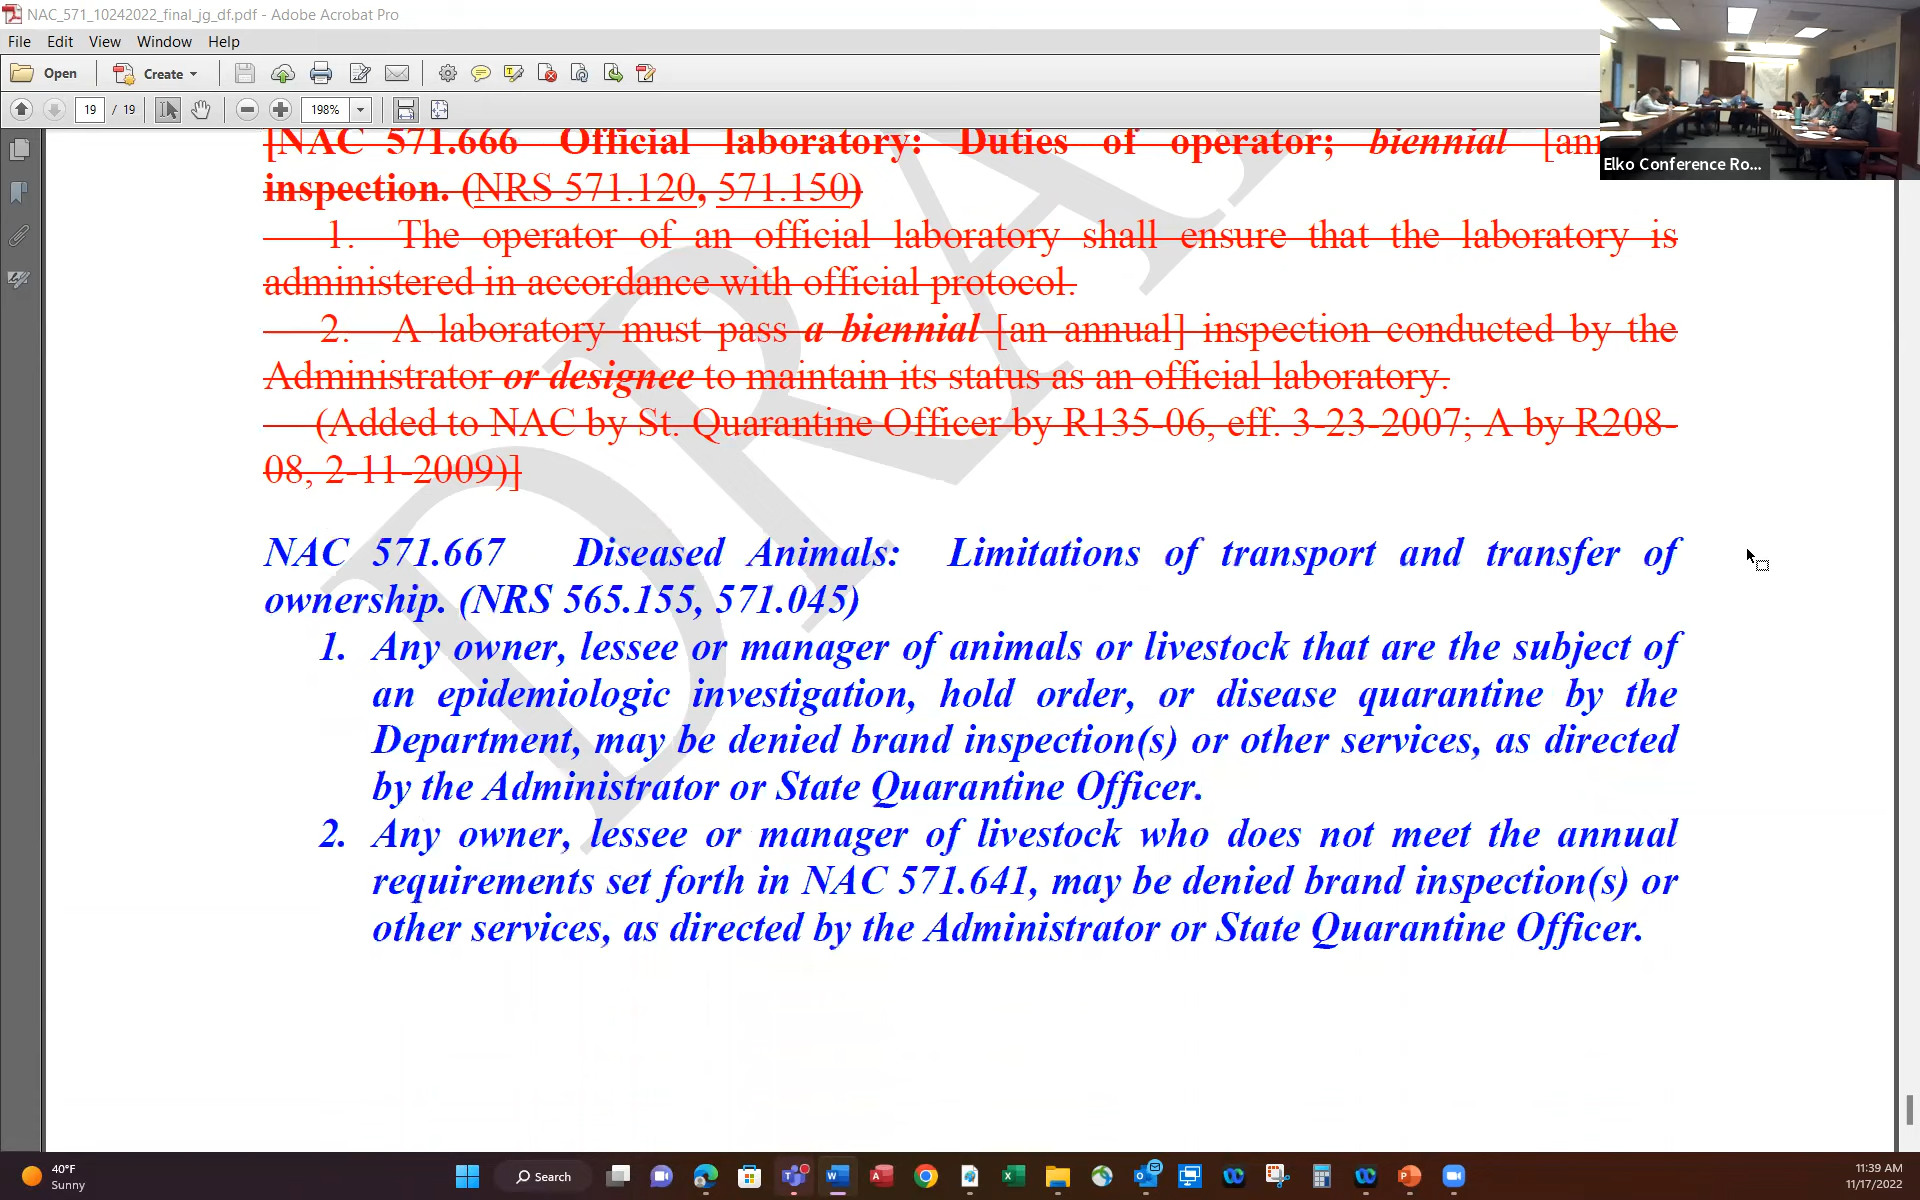 NAC_571_10242022_final_jg_df.pdf - Adobe Acrobat Pro
File Edit View Window Help
Open Create
19 / 19 198%
Elko Conference Ro...
[NAC 571.666 Official laboratory: Duties of operator; biennial [an
inspection. (NRS 571.120, 571.150)
1. The operator of an official laboratory shall ensure that the laboratory is
administered in accordance with official protocol.
2. A laboratory must pass a biennial [an annual] inspection conducted by the
Administrator or designee to maintain its status as an official laboratory.
(Added to NAC by St. Quarantine Officer by R135-06, eff. 3-23-2007; A by R208-
08, 2-11-2009)]
NAC 571.667 Diseased Animals: Limitations of transport and transfer of
ownership. (NRS 565.155, 571.045)
1. Any owner, lessee or manager of animals or livestock that are the subject of
an epidemiologic investigation, hold order, or disease quarantine by the
Department, may be denied brand inspection(s) or other services, as directed
by the Administrator or State Quarantine Officer.
2. Any owner, lessee or manager of livestock who does not meet the annual
requirements set forth in NAC 571.641, may be denied brand inspection(s) or
other services, as directed by the Administrator or State Quarantine Officer.
DRA
40°F
Sunny
Search
11:39 AM
11/17/2022